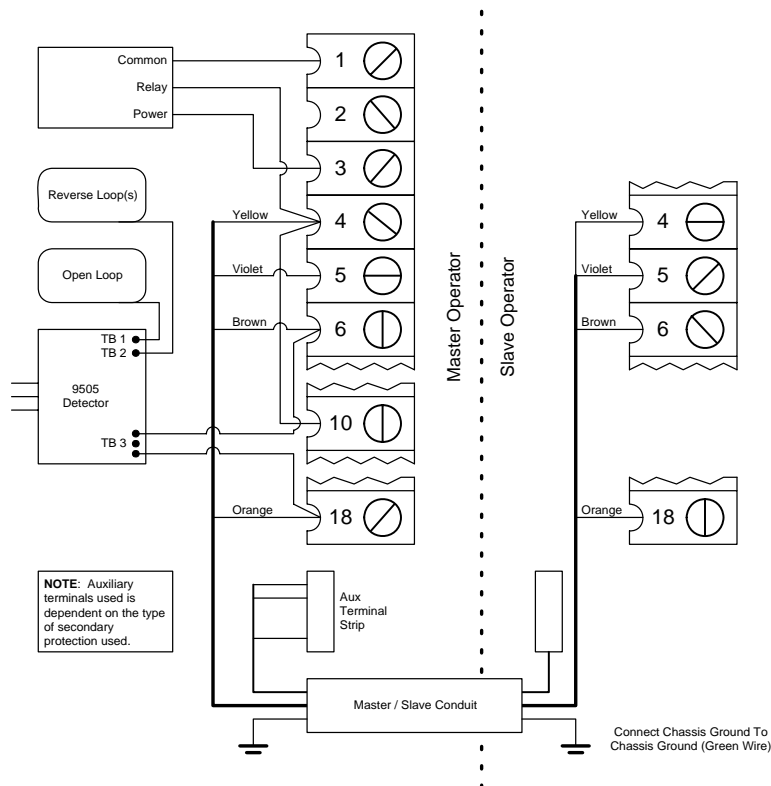 Common
Relay
Power
1
2
3
4
5
6
10
18
Reverse Loop(s)
Open Loop
TB 1
TB 2
9505
Detector
TB 3
Yellow
Violet
Brown
Orange
Master Operator
Slave Operator
Yellow
4
Violet
5
Brown
6
Orange
18
NOTE: Auxiliary
terminals used is
dependent on the type
of secondary
protection used.
Aux
Terminal
Strip
Master / Slave Conduit
Connect Chassis Ground To
Chassis Ground (Green Wire)